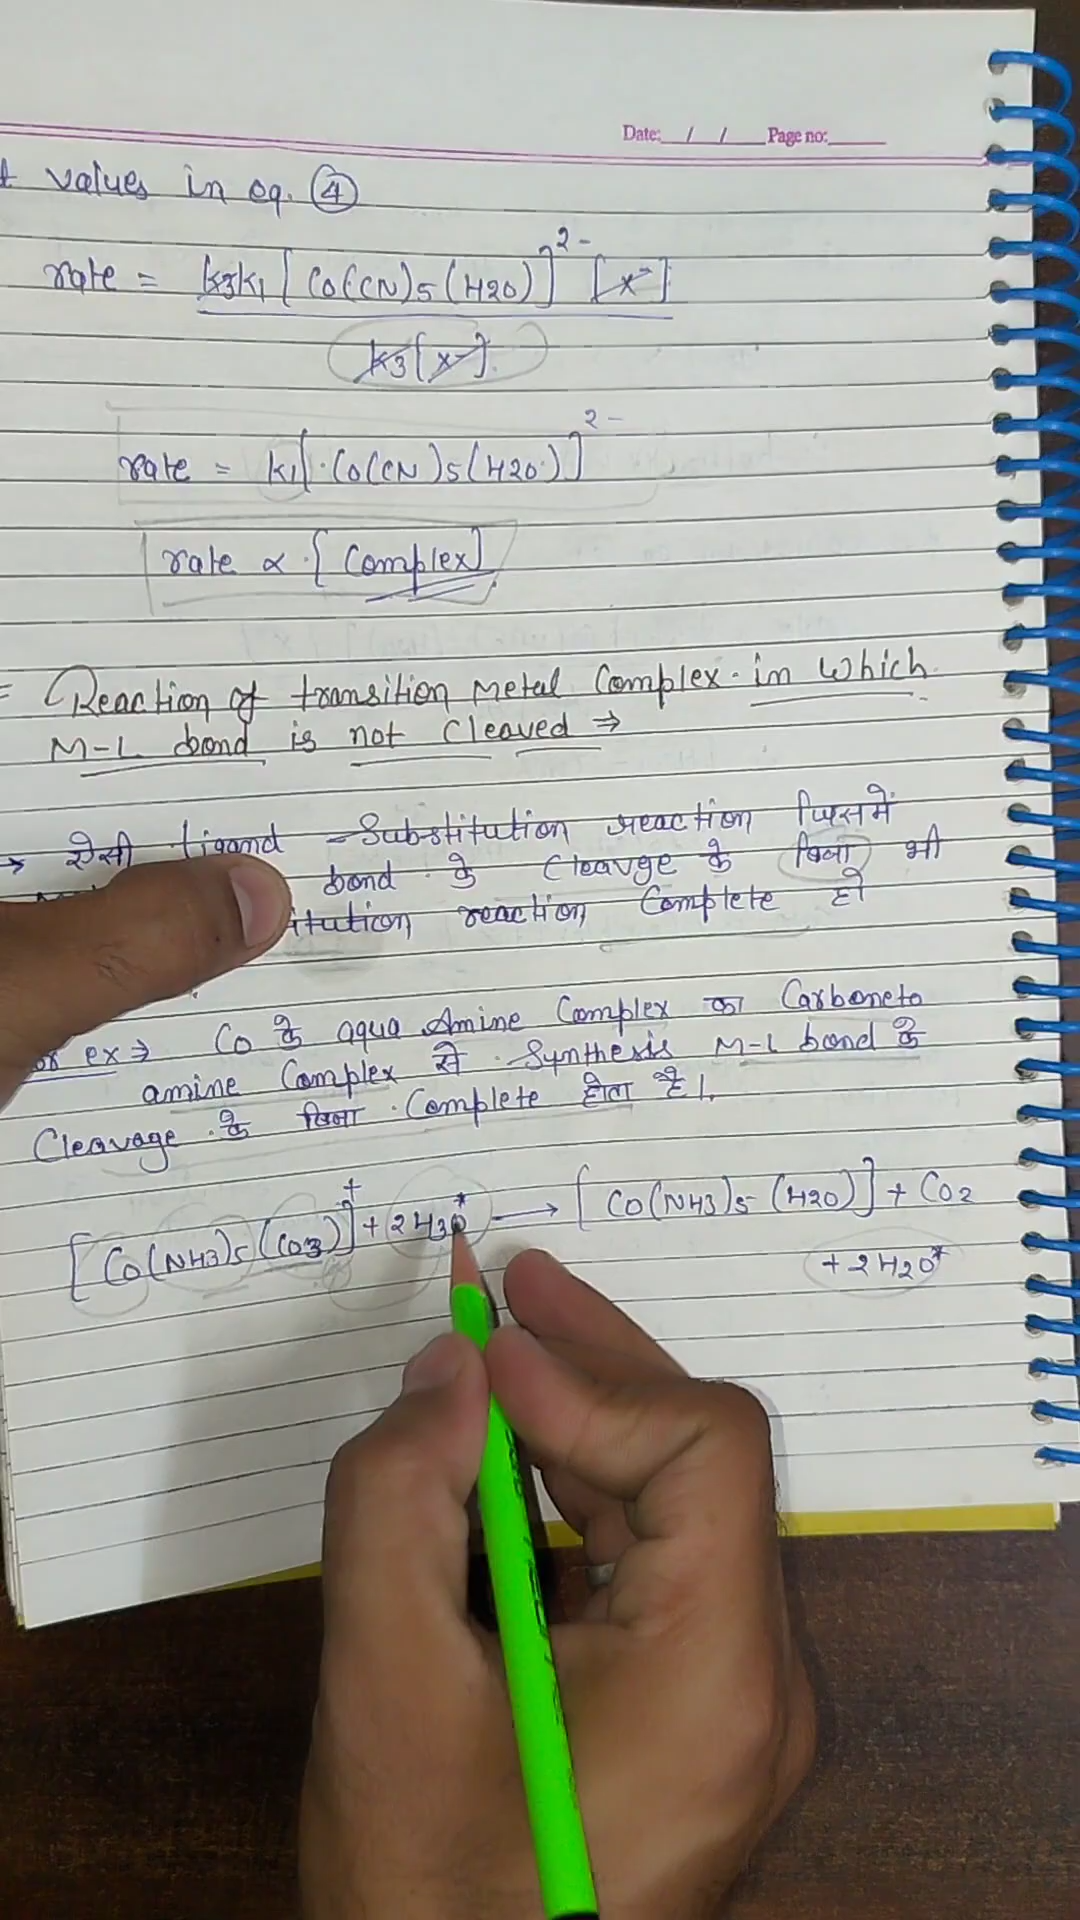 Date: / / Page no:
values in eq. ④
rate = k3k1 [Co(CN)5(H2O)]2- [x-]
k3[x-]
rate = k1[Co(CN)5(H2O)]2-
rate ∝ [Complex]
Reaction of transition Metal Complex in which
M-L bond is not Cleaved ⇒
→ ऐसी Ligand - Substitution reaction जिसमें
bond के Cleavge के बिना भी
itution reaction Complete हो
ex ⇒ Co के aqua Amine Complex का Carboneto
amine Complex से Synthesis M-L bond के
Cleavage के बिना Complete होता है।
[Co(NH3)5(CO3)]+ + 2H3O* → [Co(NH3)5(H2O)] + CO2
+ 2H2O*